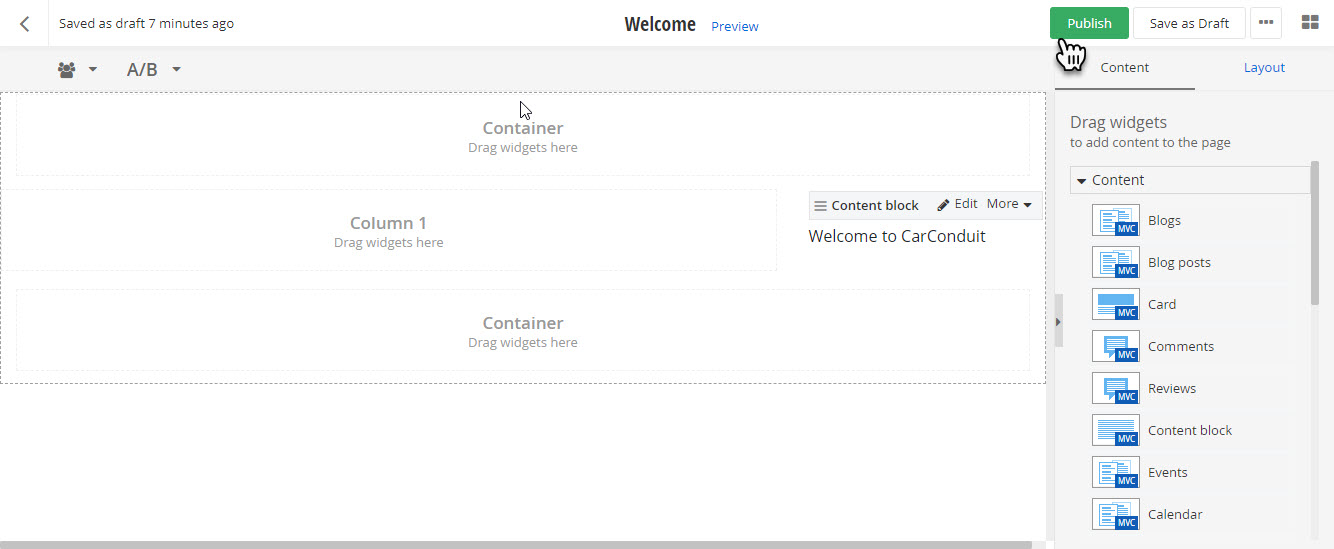 Saved as draft 7 minutes ago
Welcome
Preview
Publish
Save as Draft
A/B
Content
Layout
Container
Drag widgets here
Column 1
Drag widgets here
Content block
Edit
More
Welcome to CarConduit
Container
Drag widgets here
Drag widgets
to add content to the page
Content
MVC
Blogs
MVC
Blog posts
MVC
Card
MVC
Comments
MVC
Reviews
MVC
Content block
MVC
Events
MVC
Calendar